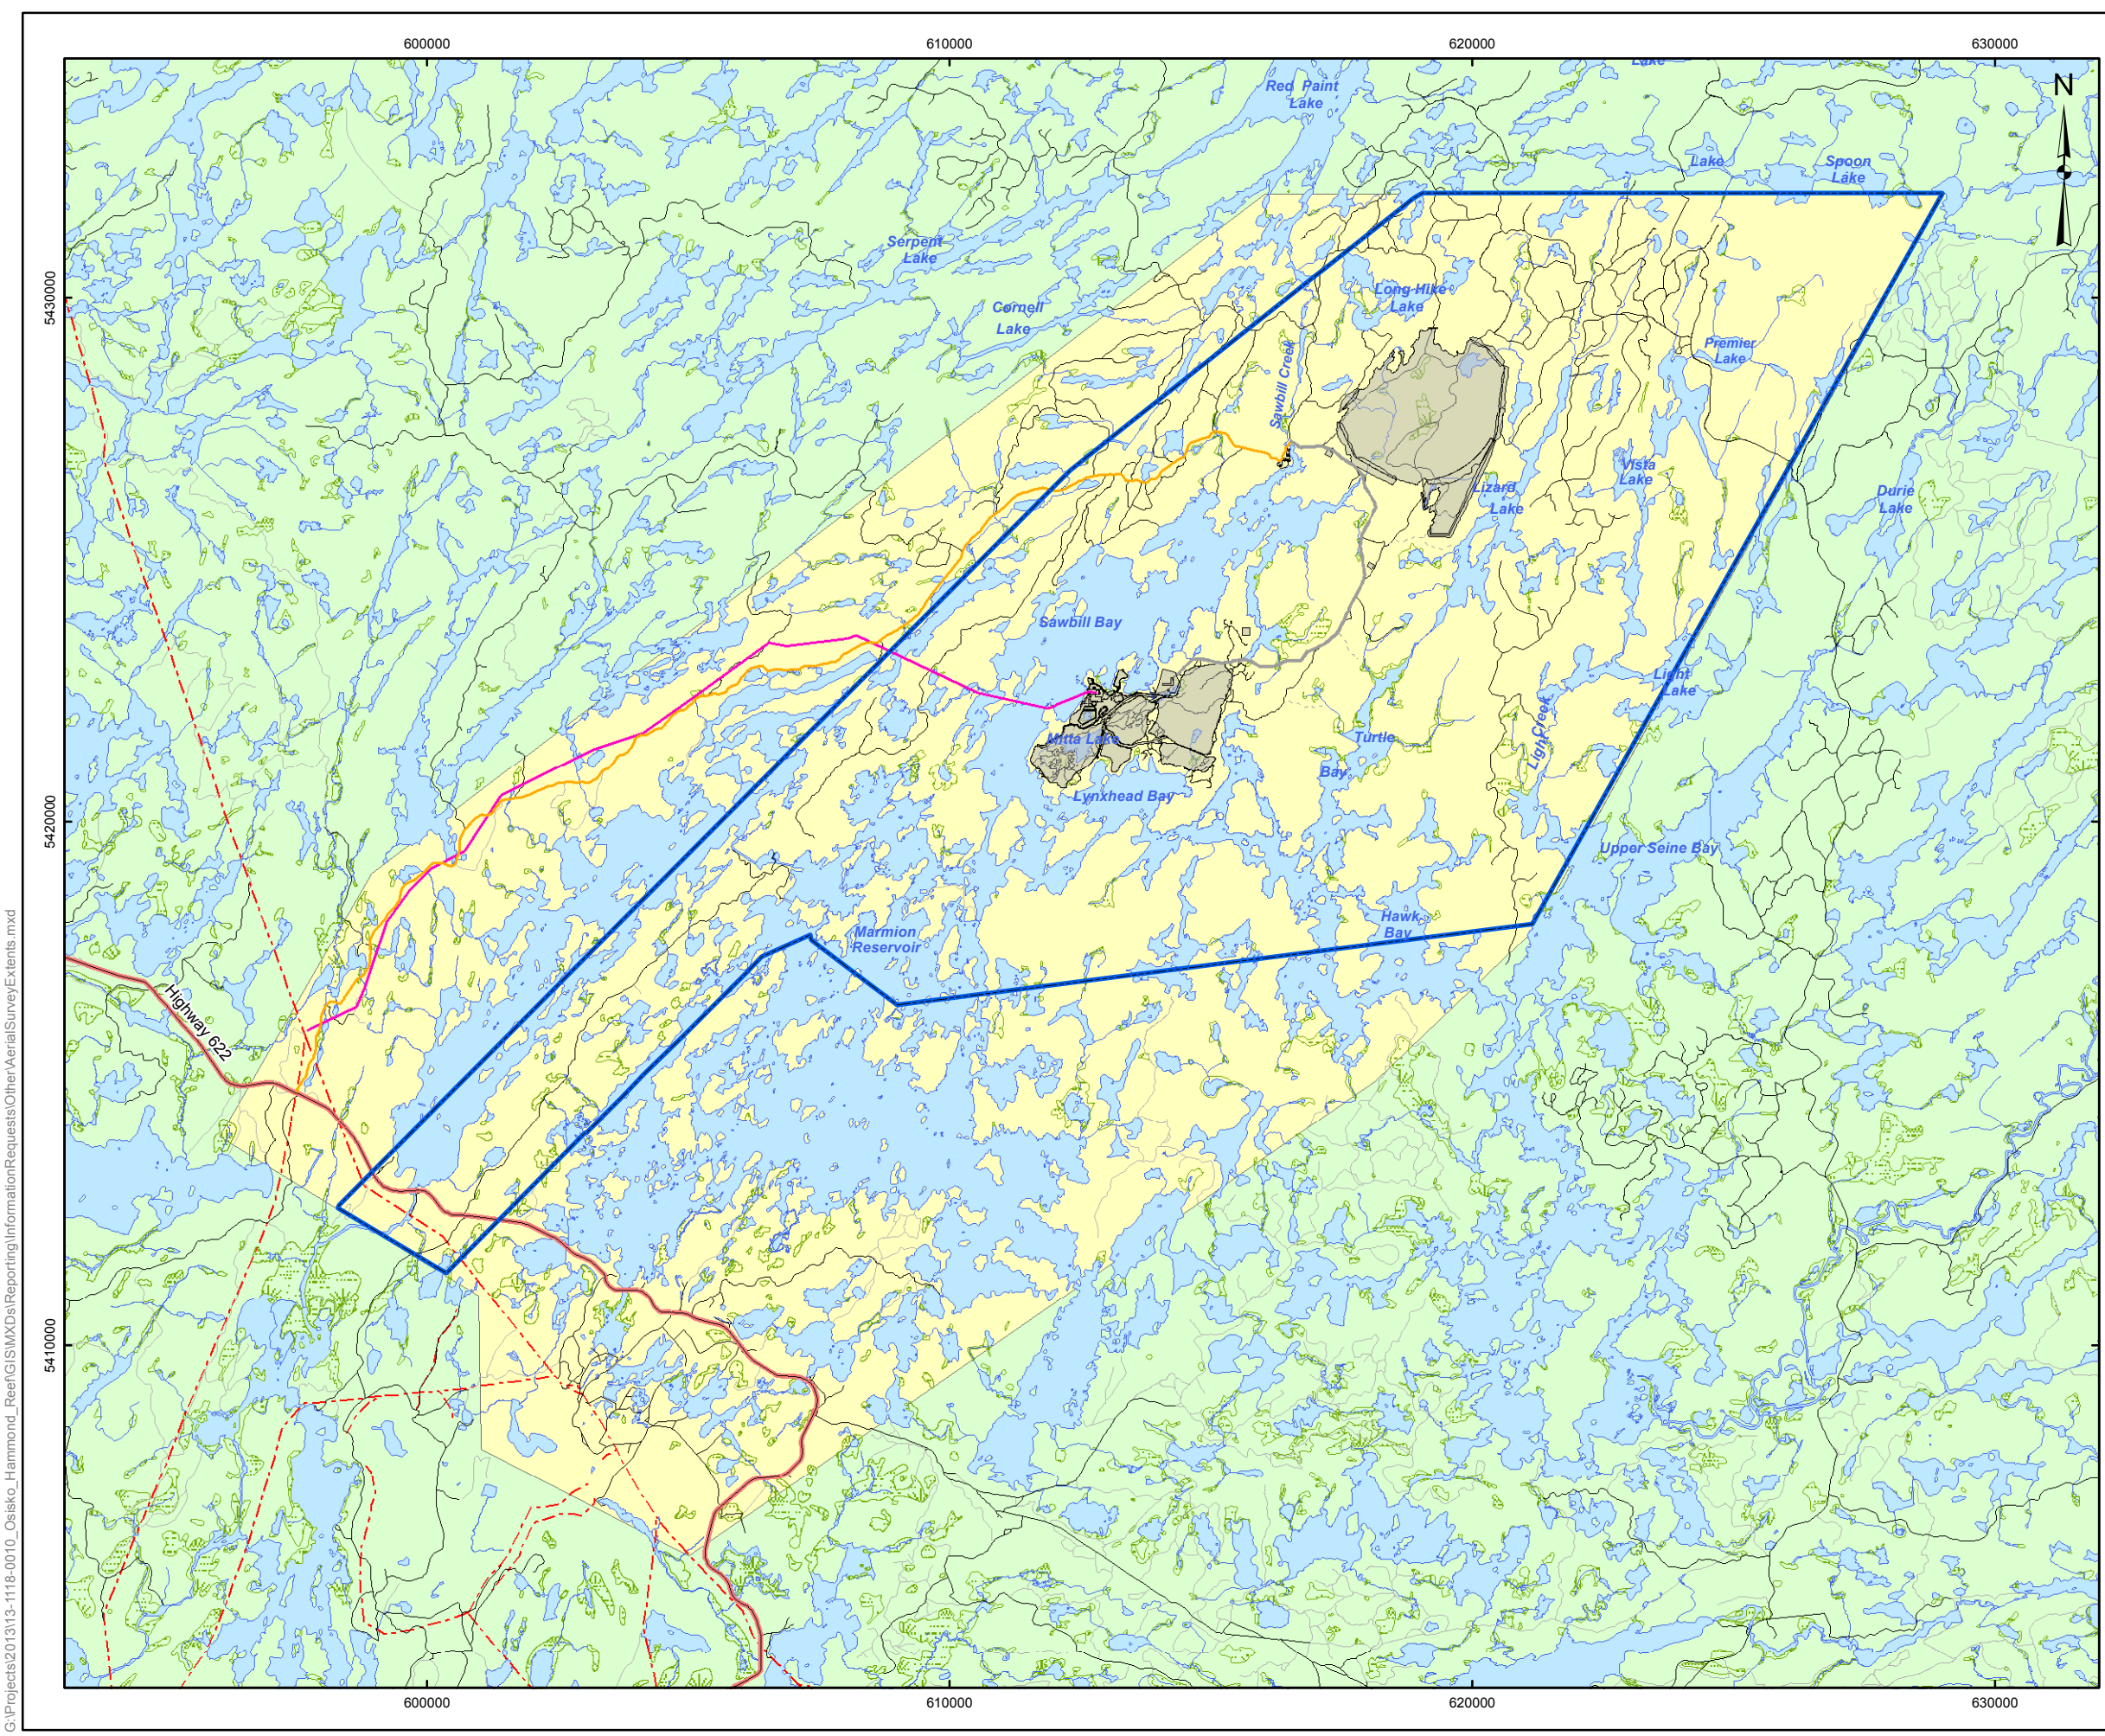 600000
610000
620000
630000
Lake
Red Paint
Lake
N
Lake
Spoon
Lake
Serpent
Lake
5430000
Cornell
Lake
Long Hike
Lake
Sawbill Creek
Premier
Lake
Vista
Lake
Lizard
Lake
Durie
Lake
Sawbill Bay
Light
Lake
Light Creek
Mitta Lake
Turtle
Bay
Lynxhead Bay
5420000
Upper Seine Bay
Hawk
Bay
Marmion
Reservoir
Highway 622
5410000
600000
610000
620000
630000
G:\Projects\2013\13-1118-0010_Osisko_Hammond_Reef\GIS\MXDs\Reporting\InformationRequests\OtherAerialSurveyExtents.mxd